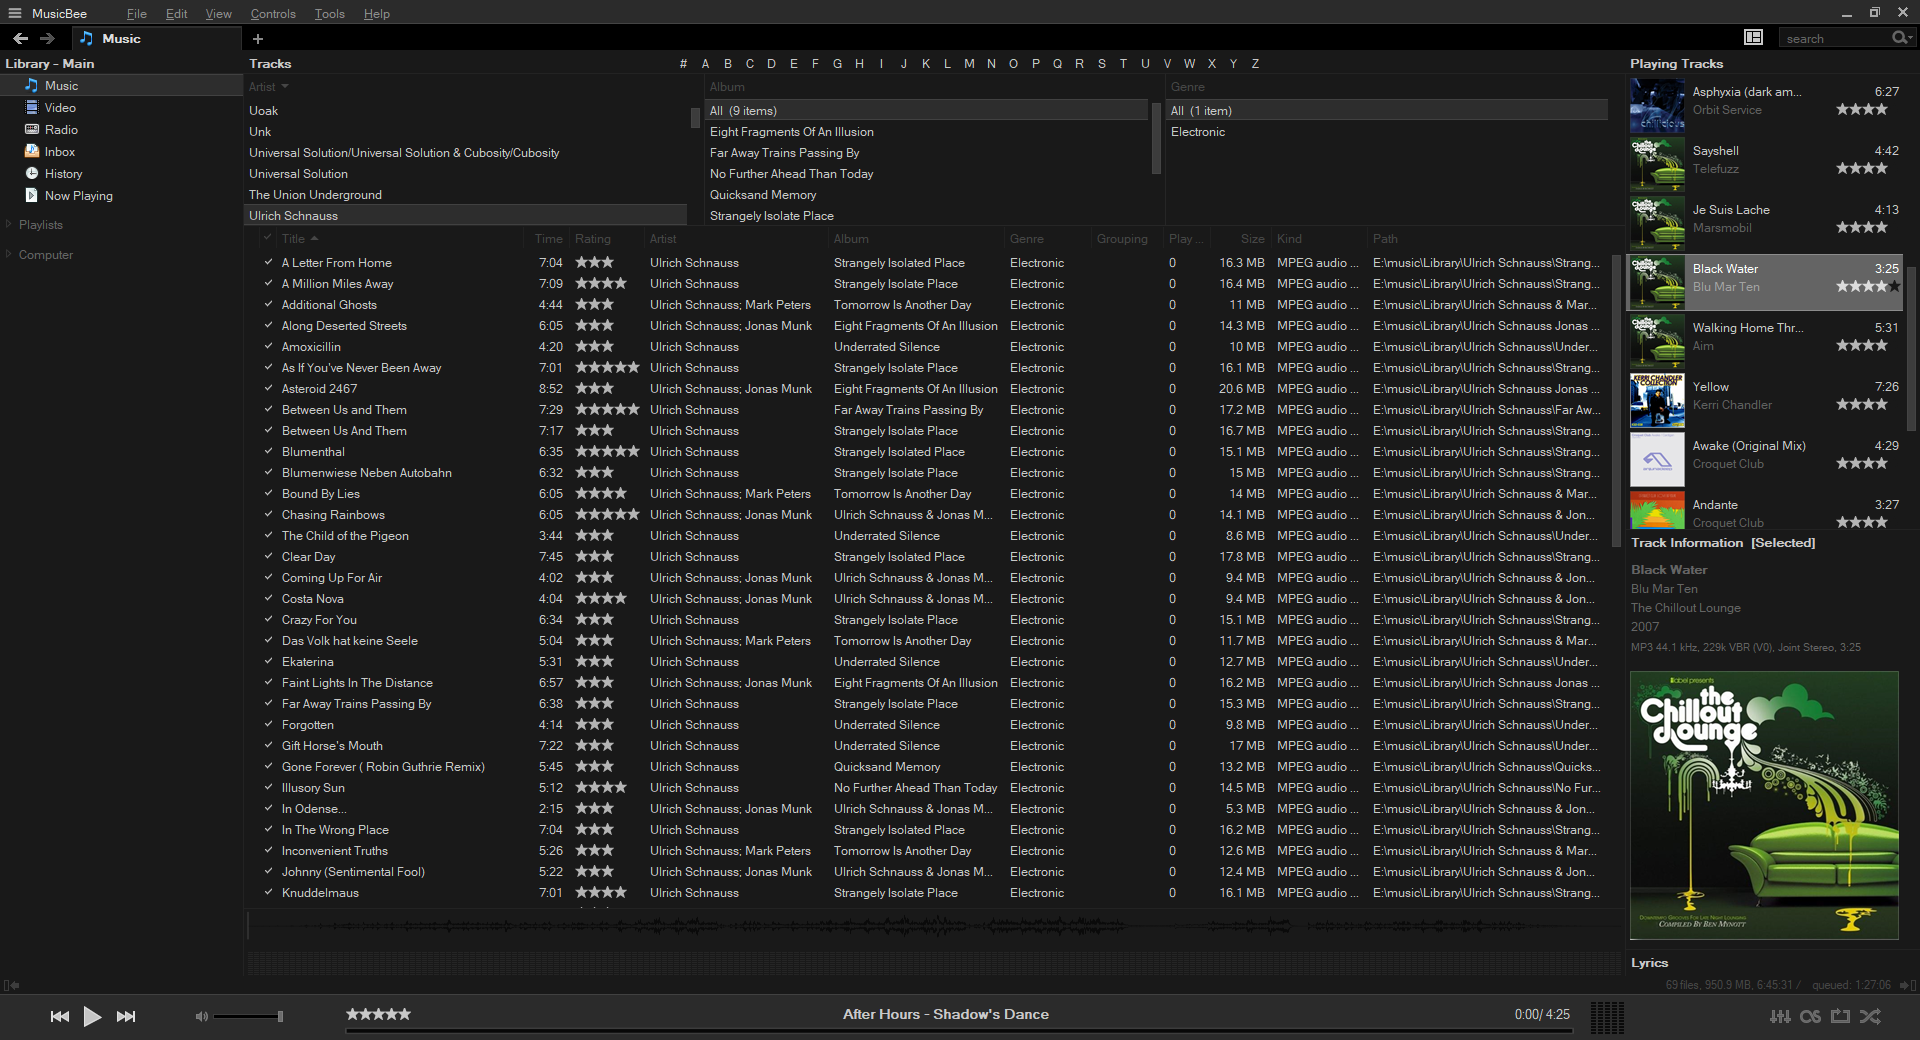 MusicBee File Edit View Controls Tools Help
Music
search
Library - Main
Music
Video
Radio
Inbox
History
Now Playing
Playlists
Computer
Tracks # A B C D E F G H I J K L M N O P Q R S T U V W X Y Z
Artist Album Genre
Uoak All (9 items) All (1 item)
Unk Eight Fragments Of An Illusion Electronic
Universal Solution/Universal Solution & Cubosity/Cubosity Far Away Trains Passing By
Universal Solution No Further Ahead Than Today
The Union Underground Quicksand Memory
Ulrich Schnauss Strangely Isolate Place
Title Time Rating Artist Album Genre Grouping Play ... Size Kind Path
A Letter From Home 7:04 Ulrich Schnauss Strangely Isolated Place Electronic 0 16.3 MB MPEG audio ... E:\music\Library\Ulrich Schnauss\Strang...
A Million Miles Away 7:09 Ulrich Schnauss Strangely Isolate Place Electronic 0 16.4 MB MPEG audio ... E:\music\Library\Ulrich Schnauss\Strang...
Additional Ghosts 4:44 Ulrich Schnauss; Mark Peters Tomorrow Is Another Day Electronic 0 11 MB MPEG audio ... E:\music\Library\Ulrich Schnauss & Mar...
Along Deserted Streets 6:05 Ulrich Schnauss; Jonas Munk Eight Fragments Of An Illusion Electronic 0 14.3 MB MPEG audio ... E:\music\Library\Ulrich Schnauss Jonas ...
Amoxicillin 4:20 Ulrich Schnauss Underrated Silence Electronic 0 10 MB MPEG audio ... E:\music\Library\Ulrich Schnauss\Under...
As If You've Never Been Away 7:01 Ulrich Schnauss Strangely Isolate Place Electronic 0 16.1 MB MPEG audio ... E:\music\Library\Ulrich Schnauss\Strang...
Asteroid 2467 8:52 Ulrich Schnauss; Jonas Munk Eight Fragments Of An Illusion Electronic 0 20.6 MB MPEG audio ... E:\music\Library\Ulrich Schnauss Jonas ...
Between Us and Them 7:29 Ulrich Schnauss Far Away Trains Passing By Electronic 0 17.2 MB MPEG audio ... E:\music\Library\Ulrich Schnauss\Far Aw...
Between Us And Them 7:17 Ulrich Schnauss Strangely Isolate Place Electronic 0 16.7 MB MPEG audio ... E:\music\Library\Ulrich Schnauss\Strang...
Blumenthal 6:35 Ulrich Schnauss Strangely Isolated Place Electronic 0 15.1 MB MPEG audio ... E:\music\Library\Ulrich Schnauss\Strang...
Blumenwiese Neben Autobahn 6:32 Ulrich Schnauss Strangely Isolate Place Electronic 0 15 MB MPEG audio ... E:\music\Library\Ulrich Schnauss\Strang...
Bound By Lies 6:05 Ulrich Schnauss; Mark Peters Tomorrow Is Another Day Electronic 0 14 MB MPEG audio ... E:\music\Library\Ulrich Schnauss & Mar...
Chasing Rainbows 6:05 Ulrich Schnauss; Jonas Munk Ulrich Schnauss & Jonas M... Electronic 0 14.1 MB MPEG audio ... E:\music\Library\Ulrich Schnauss & Jon...
The Child of the Pigeon 3:44 Ulrich Schnauss Underrated Silence Electronic 0 8.6 MB MPEG audio ... E:\music\Library\Ulrich Schnauss\Under...
Clear Day 7:45 Ulrich Schnauss Strangely Isolated Place Electronic 0 17.8 MB MPEG audio ... E:\music\Library\Ulrich Schnauss\Strang...
Coming Up For Air 4:02 Ulrich Schnauss; Jonas Munk Ulrich Schnauss & Jonas M... Electronic 0 9.4 MB MPEG audio ... E:\music\Library\Ulrich Schnauss & Jon...
Costa Nova 4:04 Ulrich Schnauss; Jonas Munk Ulrich Schnauss & Jonas M... Electronic 0 9.4 MB MPEG audio ... E:\music\Library\Ulrich Schnauss & Jon...
Crazy For You 6:34 Ulrich Schnauss Strangely Isolate Place Electronic 0 15.1 MB MPEG audio ... E:\music\Library\Ulrich Schnauss\Strang...
Das Volk hat keine Seele 5:04 Ulrich Schnauss; Mark Peters Tomorrow Is Another Day Electronic 0 11.7 MB MPEG audio ... E:\music\Library\Ulrich Schnauss & Mar...
Ekaterina 5:31 Ulrich Schnauss Underrated Silence Electronic 0 12.7 MB MPEG audio ... E:\music\Library\Ulrich Schnauss\Under...
Faint Lights In The Distance 6:57 Ulrich Schnauss; Jonas Munk Eight Fragments Of An Illusion Electronic 0 16.2 MB MPEG audio ... E:\music\Library\Ulrich Schnauss Jonas ...
Far Away Trains Passing By 6:38 Ulrich Schnauss Strangely Isolate Place Electronic 0 15.3 MB MPEG audio ... E:\music\Library\Ulrich Schnauss\Strang...
Forgotten 4:14 Ulrich Schnauss Underrated Silence Electronic 0 9.8 MB MPEG audio ... E:\music\Library\Ulrich Schnauss\Under...
Gift Horse's Mouth 7:22 Ulrich Schnauss Underrated Silence Electronic 0 17 MB MPEG audio ... E:\music\Library\Ulrich Schnauss\Under...
Gone Forever ( Robin Guthrie Remix) 5:45 Ulrich Schnauss Quicksand Memory Electronic 0 13.2 MB MPEG audio ... E:\music\Library\Ulrich Schnauss\Quicks...
Illusory Sun 5:12 Ulrich Schnauss No Further Ahead Than Today Electronic 0 14.5 MB MPEG audio ... E:\music\Library\Ulrich Schnauss\No Fur...
In Odense... 2:15 Ulrich Schnauss; Jonas Munk Ulrich Schnauss & Jonas M... Electronic 0 5.3 MB MPEG audio ... E:\music\Library\Ulrich Schnauss & Jon...
In The Wrong Place 7:04 Ulrich Schnauss Strangely Isolated Place Electronic 0 16.2 MB MPEG audio ... E:\music\Library\Ulrich Schnauss\Strang...
Inconvenient Truths 5:26 Ulrich Schnauss; Mark Peters Tomorrow Is Another Day Electronic 0 12.6 MB MPEG audio ... E:\music\Library\Ulrich Schnauss & Mar...
Johnny (Sentimental Fool) 5:22 Ulrich Schnauss; Jonas Munk Ulrich Schnauss & Jonas M... Electronic 0 12.4 MB MPEG audio ... E:\music\Library\Ulrich Schnauss & Jon...
Knuddelmaus 7:01 Ulrich Schnauss Strangely Isolate Place Electronic 0 16.1 MB MPEG audio ... E:\music\Library\Ulrich Schnauss\Strang...
Playing Tracks
Asphyxia (dark am... 6:27
Orbit Service
Sayshell 4:42
Telefuzz
Je Suis Lache 4:13
Marsmobil
Black Water 3:25
Blu Mar Ten
Walking Home Thr... 5:31
Aim
Yellow 7:26
Kerri Chandler
Awake (Original Mix) 4:29
Croquet Club
Andante 3:27
Croquet Club
Track Information [Selected]
Black Water
Blu Mar Ten
The Chillout Lounge
2007
MP3 44.1 kHz, 229k VBR (V0), Joint Stereo, 3:25
the
Chillout
Lounge
Downtempo Grooves For Late Night Lounging
Compiled By Ben Mynott
Lyrics
69 files, 950.9 MB, 6:45:31 / queued: 1:27:06
After Hours - Shadow's Dance 0:00/ 4:25